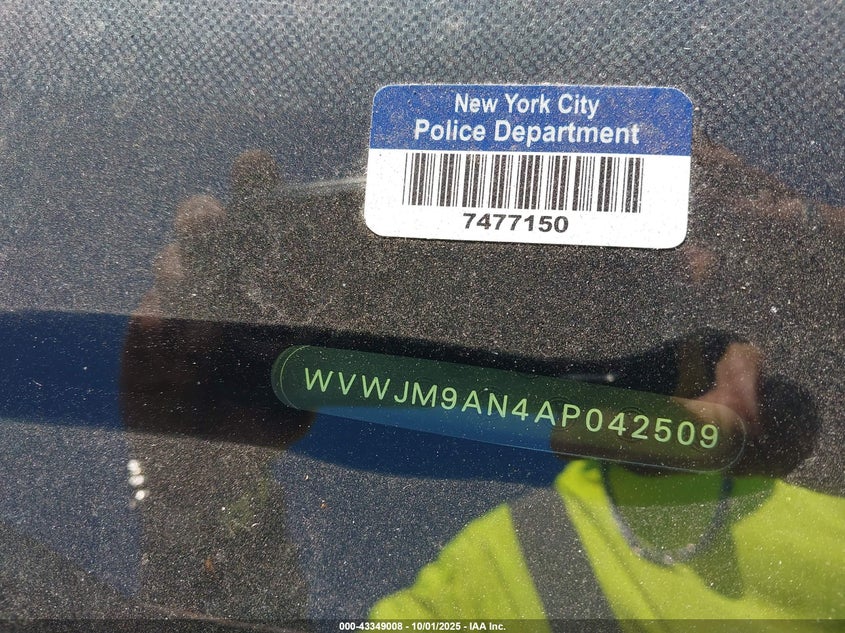 New York City
Police Department
7477150
WVWJM9AN4AP042509
000-43349008 - 10/01/2025 - IAA Inc.